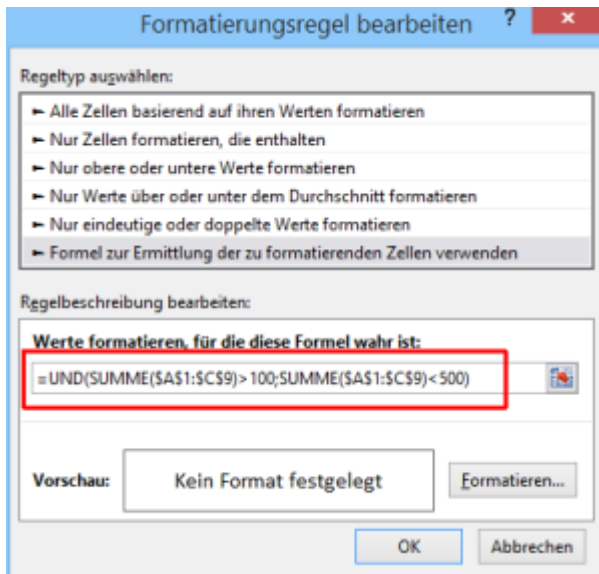 Formatierungsregel bearbeiten ? ×
Regeltyp auswählen:
► Alle Zellen basierend auf ihren Werten formatieren
► Nur Zellen formatieren, die enthalten
► Nur obere oder untere Werte formatieren
► Nur Werte über oder unter dem Durchschnitt formatieren
► Nur eindeutige oder doppelte Werte formatieren
► Formel zur Ermittlung der zu formatierenden Zellen verwenden
Regelbeschreibung bearbeiten:
Werte formatieren, für die diese Formel wahr ist:
=UND(SUMME($A$1:$C$9)>100;SUMME($A$1:$C$9)<500)
Vorschau: Kein Format festgelegt Formatieren...
OK Abbrechen